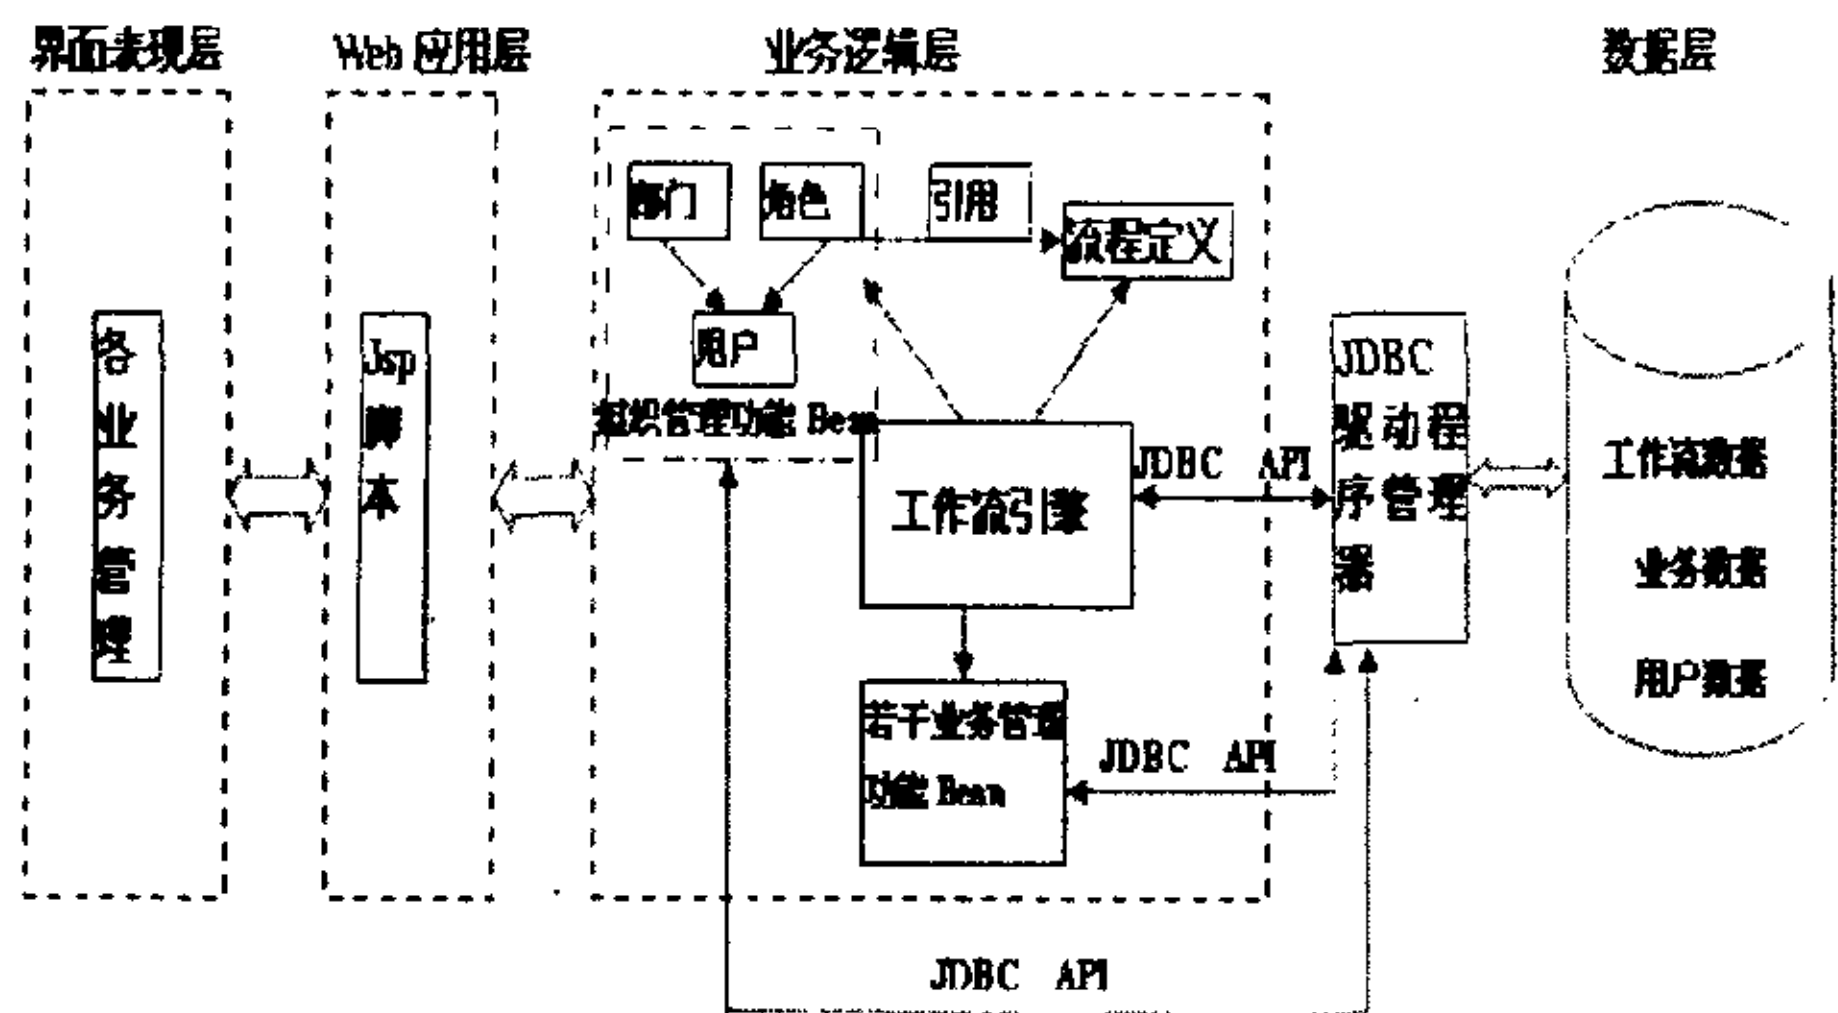 界面表现层
Web 应用层
业务逻辑层
数据层
部门
角色
引用
流程定义
用户
组织管理功能 Bean
各
业
务
管
理
Jsp
脚
本
工作流引擎
JDBC API
JDBC
驱动程
序管理
器
工作流数据
业务数据
用户数据
若干业务管理
功能 Bean
JDBC API
JDBC API